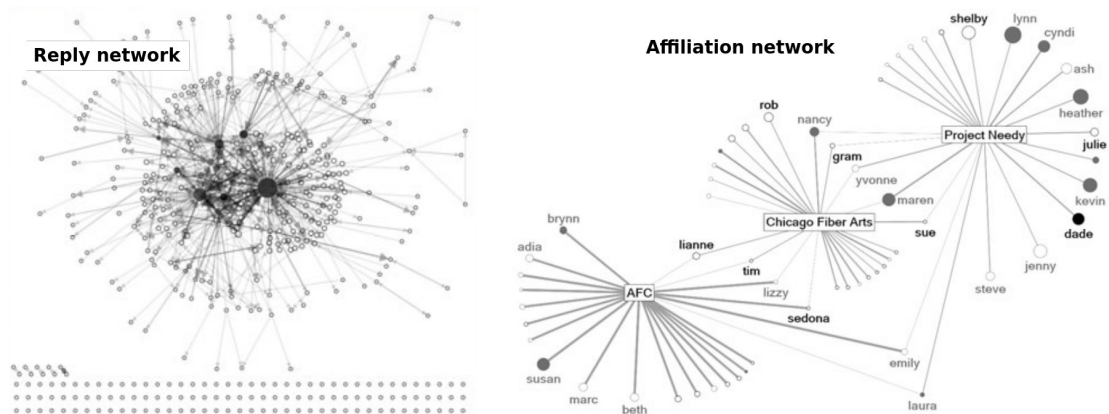 Reply network
Affiliation network
shelby
lynn
cyndi
ash
heather
Project Needy
julie
kevin
dade
jenny
steve
rob
nancy
gram
yvonne
maren
Chicago Fiber Arts
sue
lianne
tim
lizzy
sedona
brynn
adia
AFC
susan
marc
beth
emily
laura